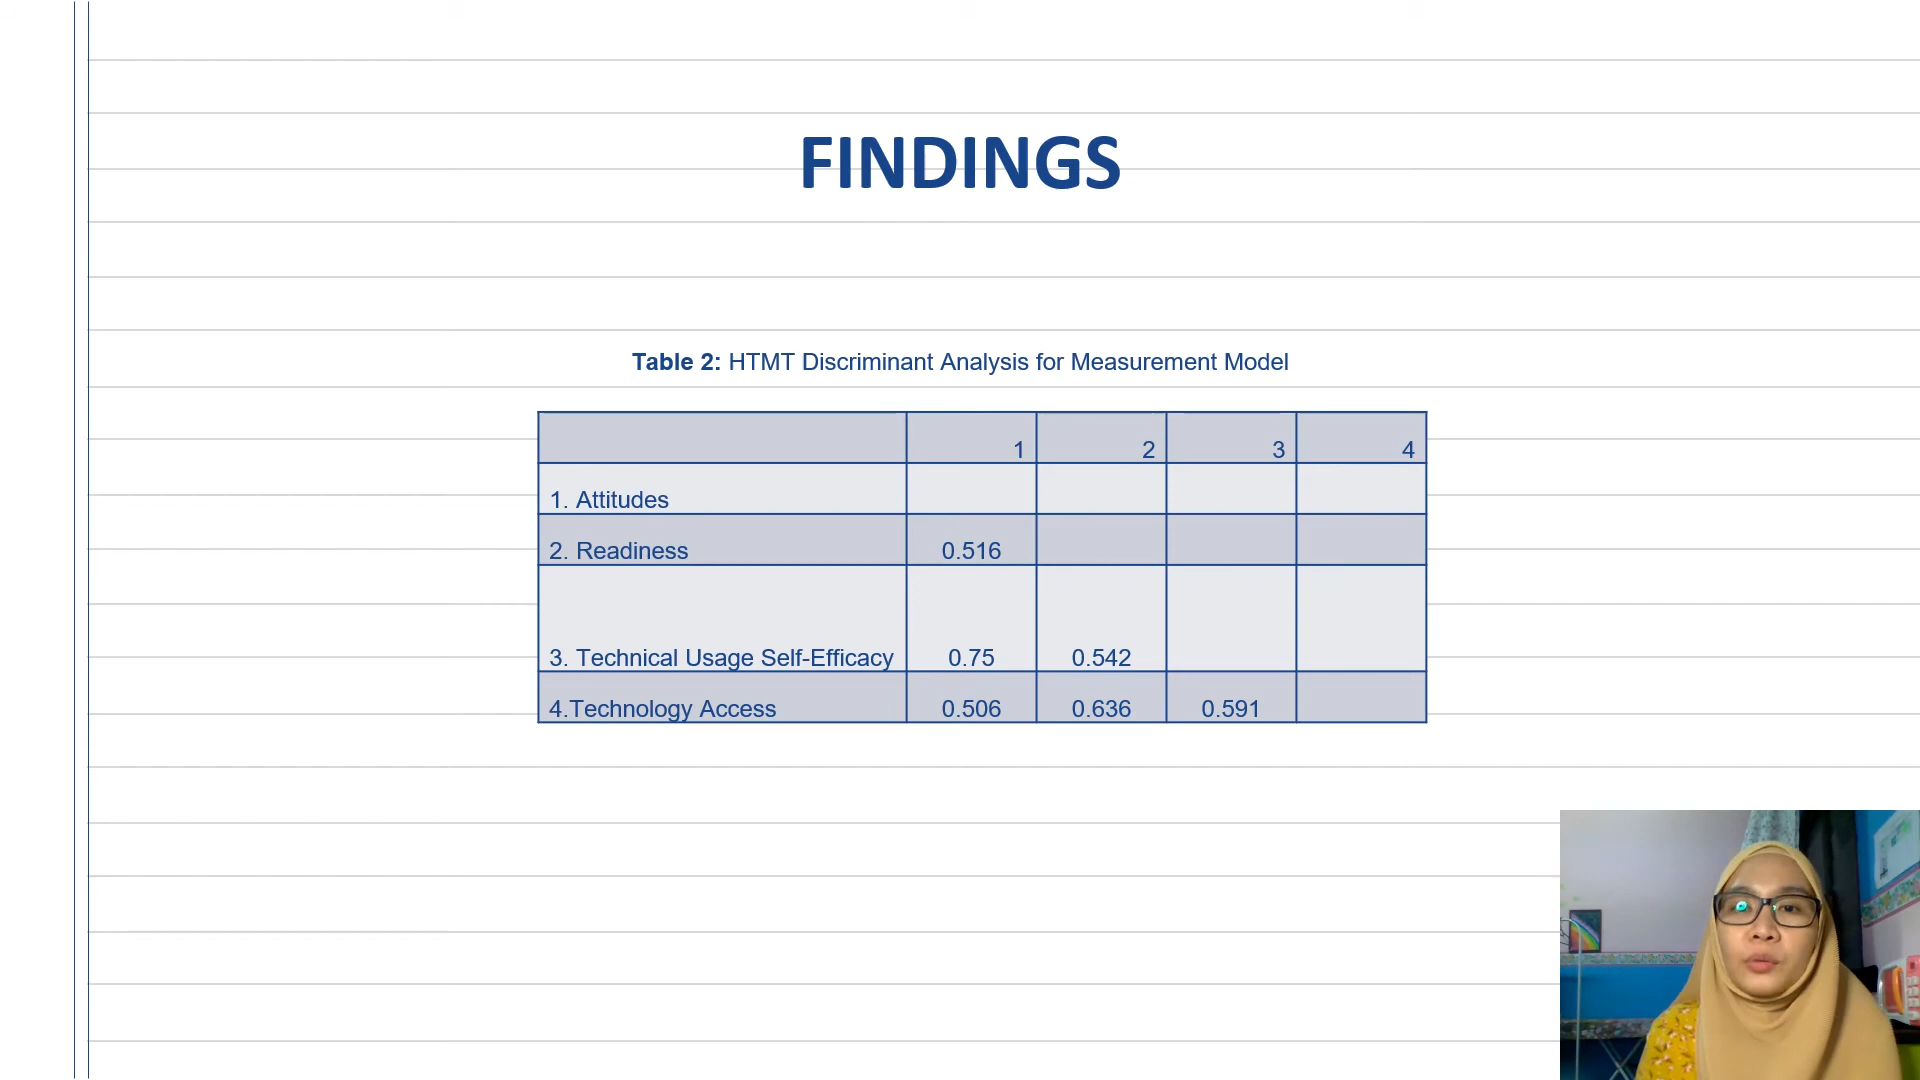 FINDINGS
Table 2: HTMT Discriminant Analysis for Measurement Model
1 2 3 4
1. Attitudes
2. Readiness 0.516
3. Technical Usage Self-Efficacy 0.75 0.542
4.Technology Access 0.506 0.636 0.591